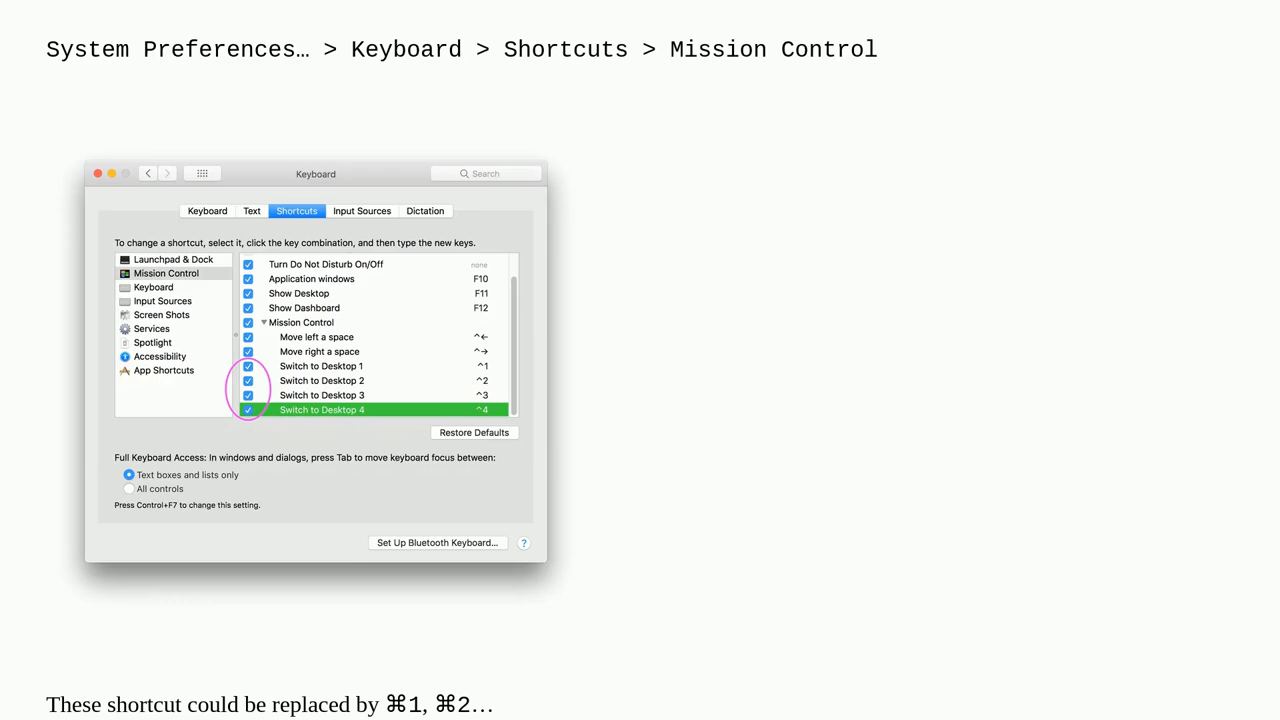 System Preferences… > Keyboard > Shortcuts > Mission Control
Keyboard
Search
Keyboard Text Shortcuts Input Sources Dictation
To change a shortcut, select it, click the key combination, and then type the new keys.
Launchpad & Dock
Mission Control
Keyboard
Input Sources
Screen Shots
Services
Spotlight
Accessibility
App Shortcuts
Turn Do Not Disturb On/Off none
Application windows F10
Show Desktop F11
Show Dashboard F12
Mission Control
Move left a space ^←
Move right a space ^→
Switch to Desktop 1 ^1
Switch to Desktop 2 ^2
Switch to Desktop 3 ^3
Switch to Desktop 4 ^4
Restore Defaults
Full Keyboard Access: In windows and dialogs, press Tab to move keyboard focus between:
Text boxes and lists only
All controls
Press Control+F7 to change this setting.
Set Up Bluetooth Keyboard... ?
These shortcut could be replaced by ⌘1, ⌘2…